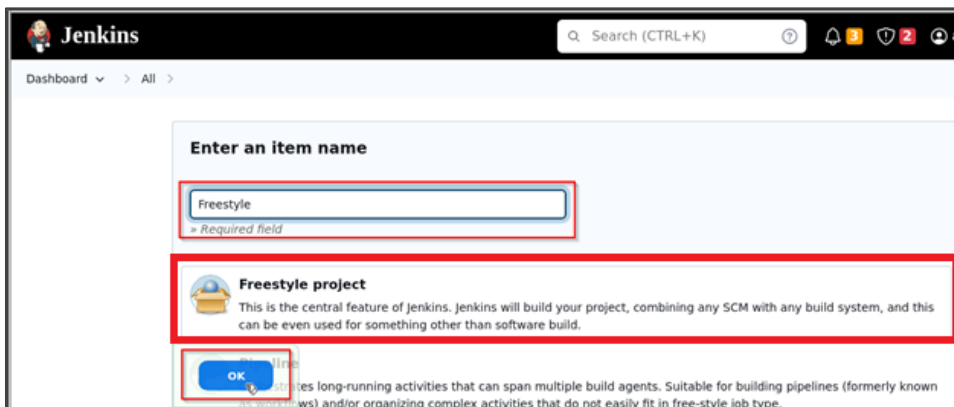 Jenkins
Search (CTRL+K)
3
2
Dashboard
All
Enter an item name
Freestyle
» Required field
Freestyle project
This is the central feature of Jenkins. Jenkins will build your project, combining any SCM with any build system, and this
can be even used for something other than software build.
Pipeline
OK
long-running activities that can span multiple build agents. Suitable for building pipelines (formerly known
as workflows) and/or organizing complex activities that do not easily fit in free-style job type.